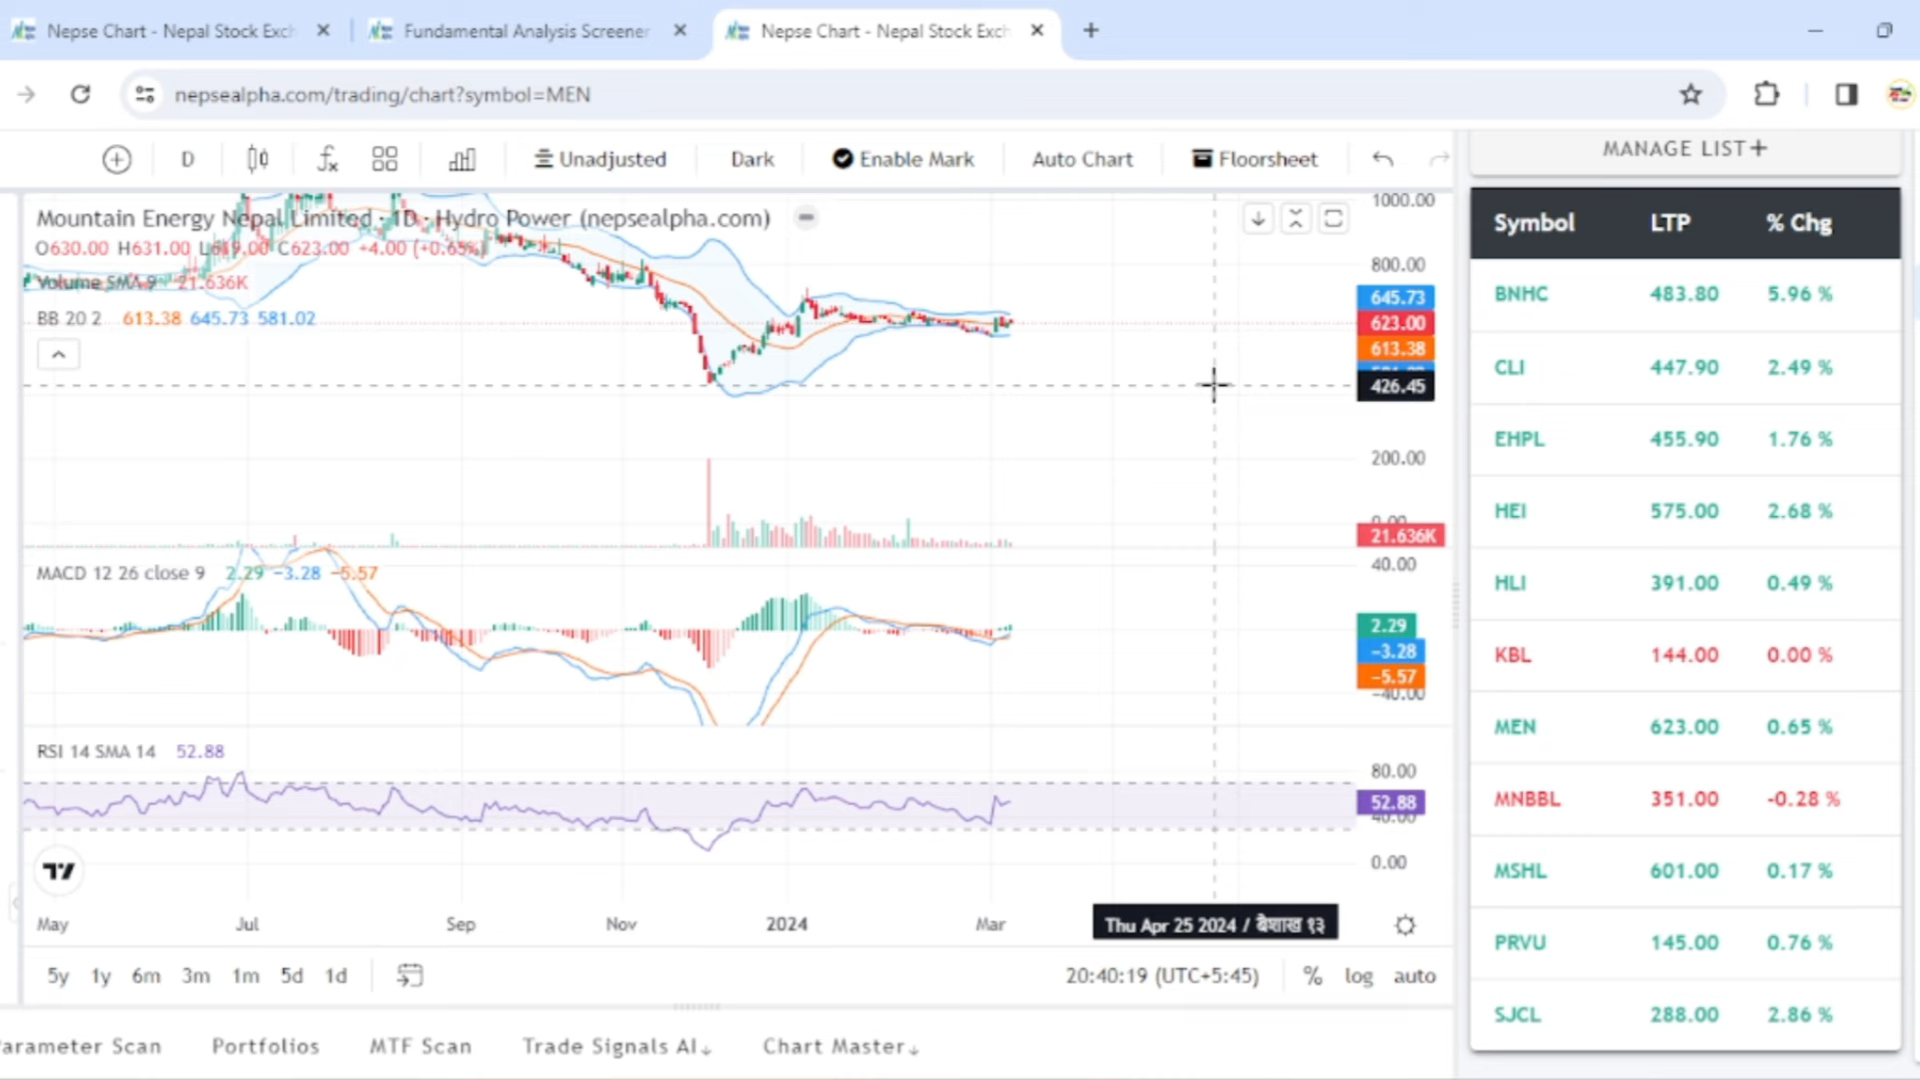 Nepse Chart - Nepal Stock Exch
Fundamental Analysis Screener
Nepse Chart - Nepal Stock Exch
nepsealpha.com/trading/chart?symbol=MEN
D
Unadjusted
Dark
Enable Mark
Auto Chart
Floorsheet
MANAGE LIST+
Mountain Energy Nepal Limited · 1D · Hydro Power (nepsealpha.com)
O630.00 H631.00 L619.00 C623.00 +4.00 (+0.65%)
Volume SMA 9 21.636K
BB 20 2 613.38 645.73 581.02
1000.00
800.00
645.73
623.00
613.38
426.45
200.00
0.00
21.636K
MACD 12 26 close 9 2.29 −3.28 −5.57
40.00
2.29
−3.28
−5.57
−40.00
RSI 14 SMA 14 52.88
80.00
52.88
40.00
0.00
May Jul Sep Nov 2024 Mar
Thu Apr 25 2024 / बैशाख १३
5y 1y 6m 3m 1m 5d 1d
20:40:19 (UTC+5:45) % log auto
Parameter Scan Portfolios MTF Scan Trade Signals AI↓ Chart Master↓
Symbol LTP % Chg
BNHC 483.80 5.96 %
CLI 447.90 2.49 %
EHPL 455.90 1.76 %
HEI 575.00 2.68 %
HLI 391.00 0.49 %
KBL 144.00 0.00 %
MEN 623.00 0.65 %
MNBBL 351.00 -0.28 %
MSHL 601.00 0.17 %
PRVU 145.00 0.76 %
SJCL 288.00 2.86 %